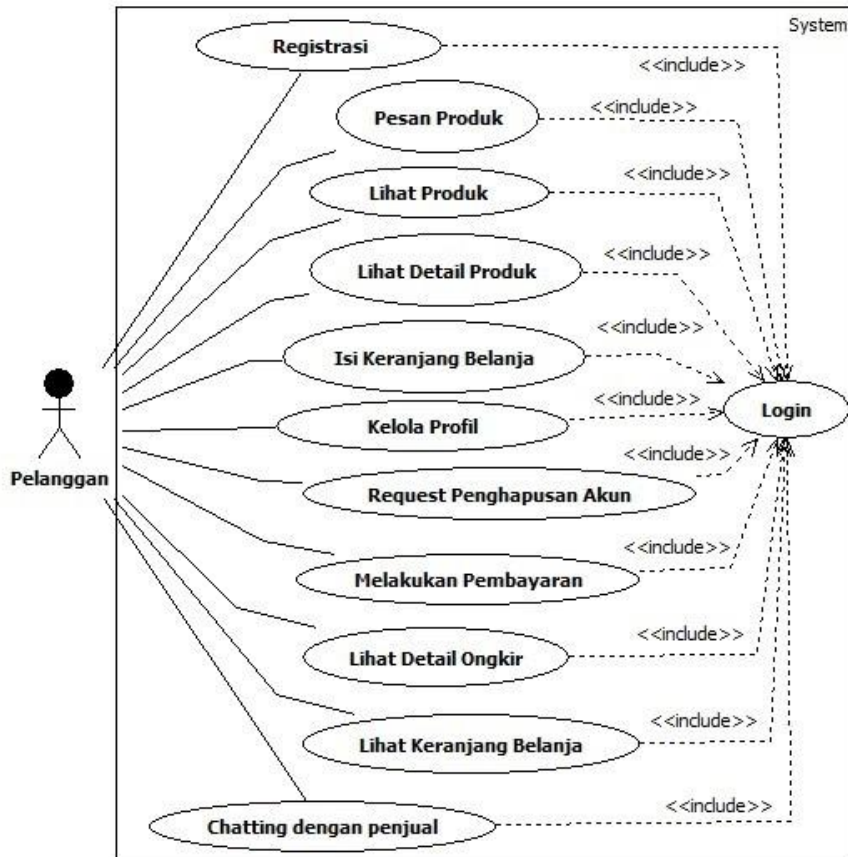 System
Registrasi
<<include>>
Pesan Produk
<<include>>
Lihat Produk
<<include>>
Lihat Detail Produk
<<include>>
Isi Keranjang Belanja
<<include>>
Kelola Profil
<<include>>
Login
Pelanggan
Request Penghapusan Akun
<<include>>
Melakukan Pembayaran
<<include>>
Lihat Detail Ongkir
<<include>>
Lihat Keranjang Belanja
<<include>>
Chatting dengan penjual
<<include>>